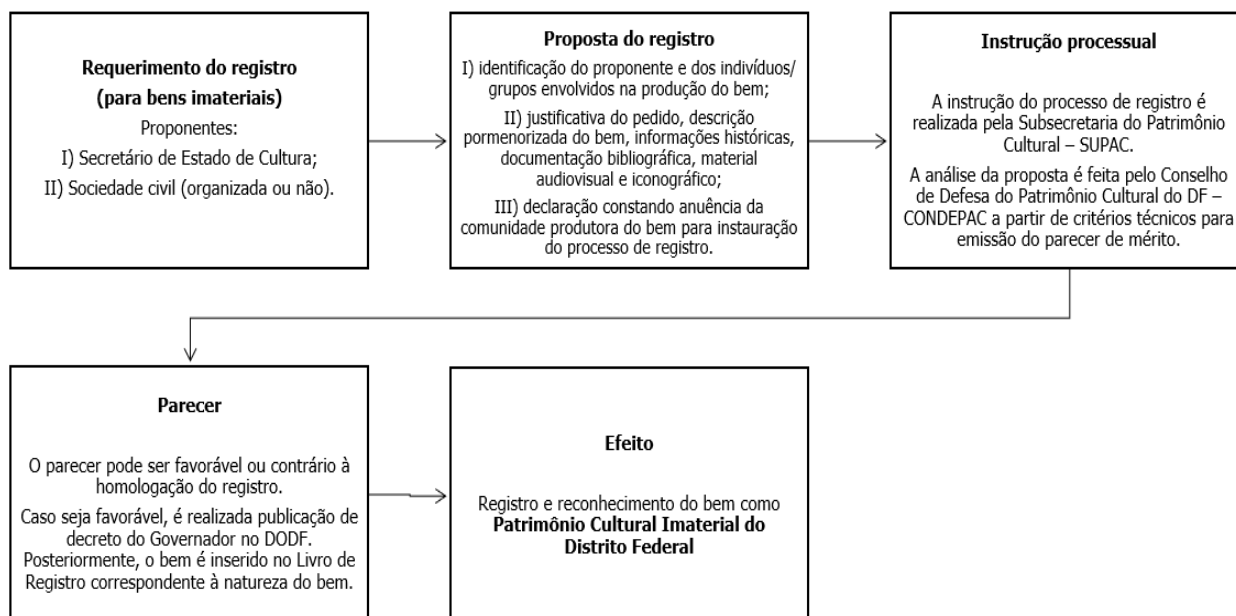 Requerimento do registro
(para bens imateriais)
Proponentes:
I) Secretário de Estado de Cultura;
II) Sociedade civil (organizada ou não).
Proposta do registro
I) identificação do proponente e dos indivíduos/
grupos envolvidos na produção do bem;
II) justificativa do pedido, descrição
pormenorizada do bem, informações históricas,
documentação bibliográfica, material
audiovisual e iconográfico;
III) declaração constando anuência da
comunidade produtora do bem para instauração
do processo de registro.
Instrução processual
A instrução do processo de registro é
realizada pela Subsecretaria do Patrimônio
Cultural – SUPAC.
A análise da proposta é feita pelo Conselho
de Defesa do Patrimônio Cultural do DF –
CONDEPAC a partir de critérios técnicos para
emissão do parecer de mérito.
Parecer
O parecer pode ser favorável ou contrário à
homologação do registro.
Caso seja favorável, é realizada publicação de
decreto do Governador no DODF.
Posteriormente, o bem é inserido no Livro de
Registro correspondente à natureza do bem.
Efeito
Registro e reconhecimento do bem como
Patrimônio Cultural Imaterial do
Distrito Federal